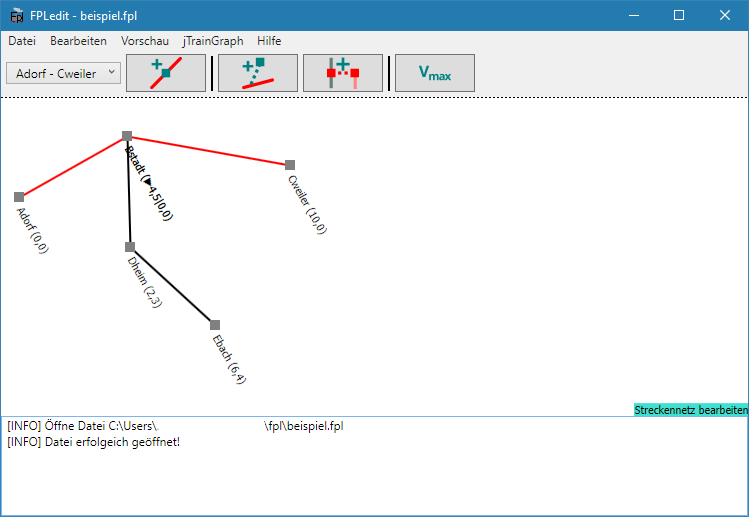 Fpl FPLedit - beispiel.fpl
Datei Bearbeiten Vorschau jTrainGraph Hilfe
Adorf - Cweiler Vmax
Bstadt (▶4,5|0,0)
Cweiler (10,0)
Adorf (0,0)
Dheim (2,3)
Ebach (6,4)
Streckennetz bearbeiten
[INFO] Öffne Datei C:\Users\ \fpl\beispiel.fpl
[INFO] Datei erfolgeich geöffnet!